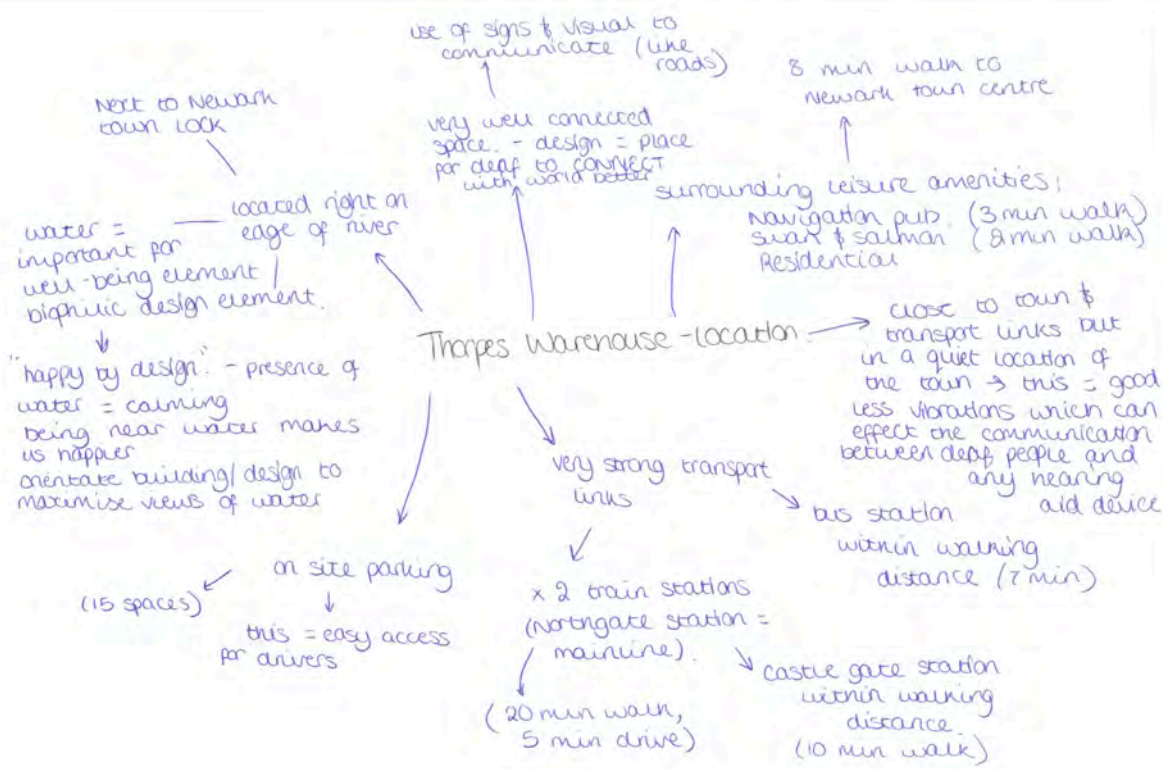 use of signs & visual to
communicate (like
roads)
8 min walk to
Newark town centre
Next to Newark
town Lock
very well connected
space. - design = place
for deaf to CONNECT
with world better
located right on
edge of river
surrounding leisure amenities;
Navigation pub. (3 min walk)
Swan & salmon (2 min walk)
Residential
water =
important for
well-being element
biophilic design element.
close to town &
transport links but
in a quiet location of
the town → this = good
less vibrations which can
effect the communication
between deaf people and
any hearing
aid device
Thorpes Warehouse - location
"happy by design" - presence of
water = calming
being near water makes
us happier
orientate building/design to
maximise views of water
very strong transport
links
bus station
within walking
distance (7 min)
on site parking
(15 spaces)
this = easy access
for drivers
x 2 train stations
(Northgate station =
mainline).
castle gate station
within walking
distance.
(10 min walk)
(20 min walk,
5 min drive)